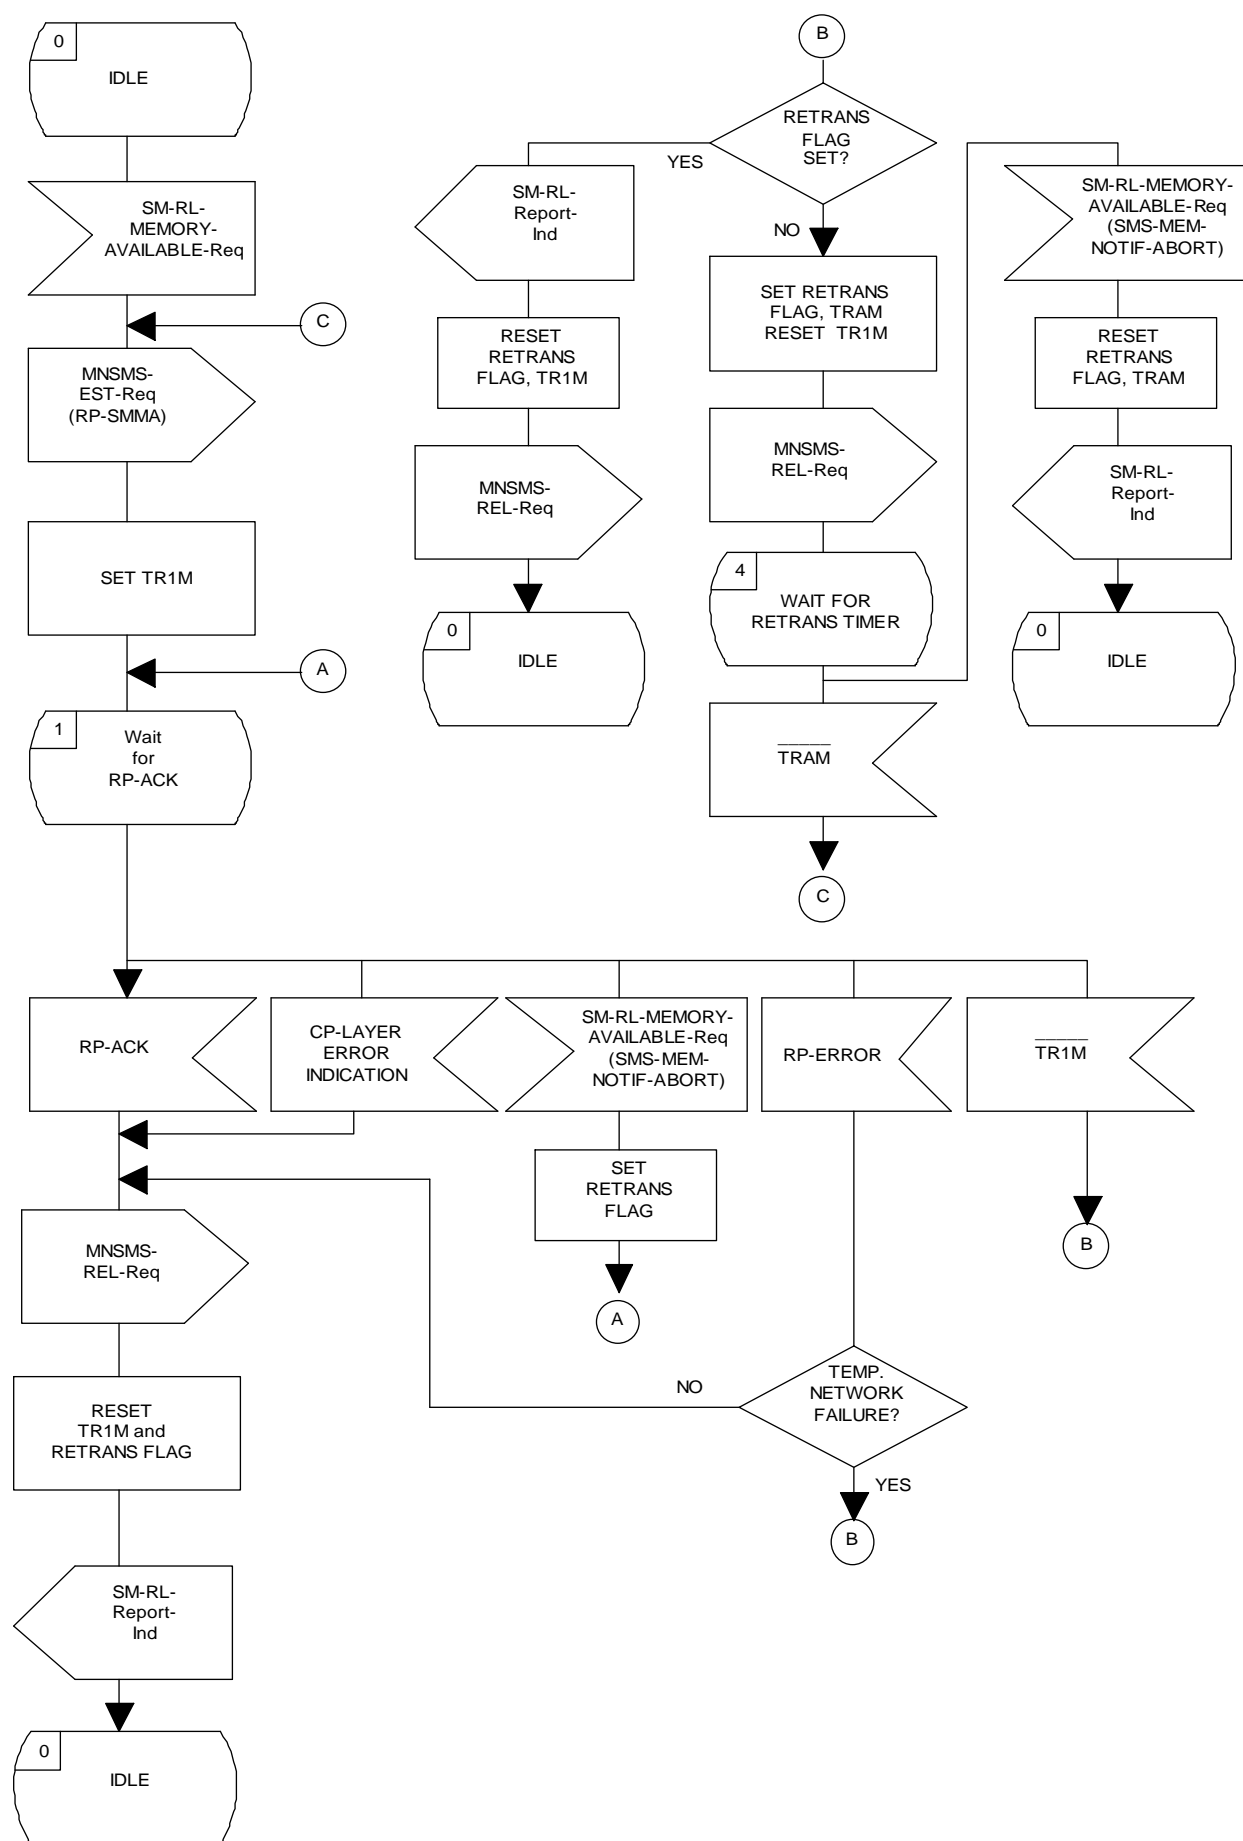 0
IDLE
SM-RL-
MEMORY-
AVAILABLE-Req
C
MNSMS-
EST-Req
(RP-SMMA)
SET TR1M
A
1
Wait
for
RP-ACK
B
RETRANS
FLAG
SET?
YES
NO
SM-RL-
Report-
Ind
RESET
RETRANS
FLAG, TR1M
MNSMS-
REL-Req
0
IDLE
SET RETRANS
FLAG, TRAM
RESET TR1M
MNSMS-
REL-Req
4
WAIT FOR
RETRANS TIMER
TRAM
C
SM-RL-MEMORY-
AVAILABLE-Req
(SMS-MEM-
NOTIF-ABORT)
RESET
RETRANS
FLAG, TRAM
SM-RL-
Report-
Ind
0
IDLE
RP-ACK
CP-LAYER
ERROR
INDICATION
SM-RL-MEMORY-
AVAILABLE-Req
(SMS-MEM-
NOTIF-ABORT)
RP-ERROR
TR1M
SET
RETRANS
FLAG
A
B
MNSMS-
REL-Req
TEMP.
NETWORK
FAILURE?
NO
YES
B
RESET
TR1M and
RETRANS FLAG
SM-RL-
Report-
Ind
0
IDLE